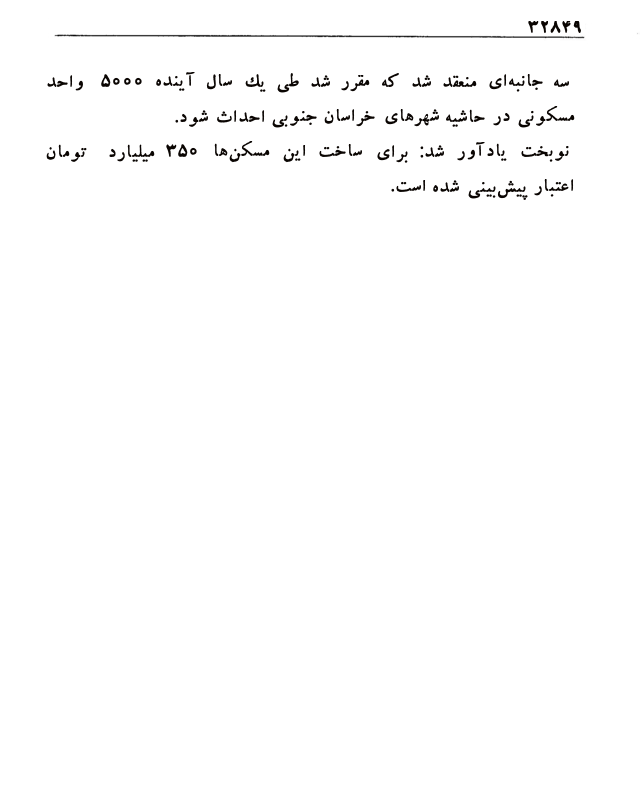 ۳۲۸۴۹
سه جانبه‌ای منعقد شد که مقرر شد طی یك سال آینده ۵۰۰۰ واحد
مسکونی در حاشیه شهرهای خراسان جنوبی احداث شود.
نوبخت یادآور شد: برای ساخت این مسکن‌ها ۳۵۰ میلیارد تومان
اعتبار پیش‌بینی شده است.